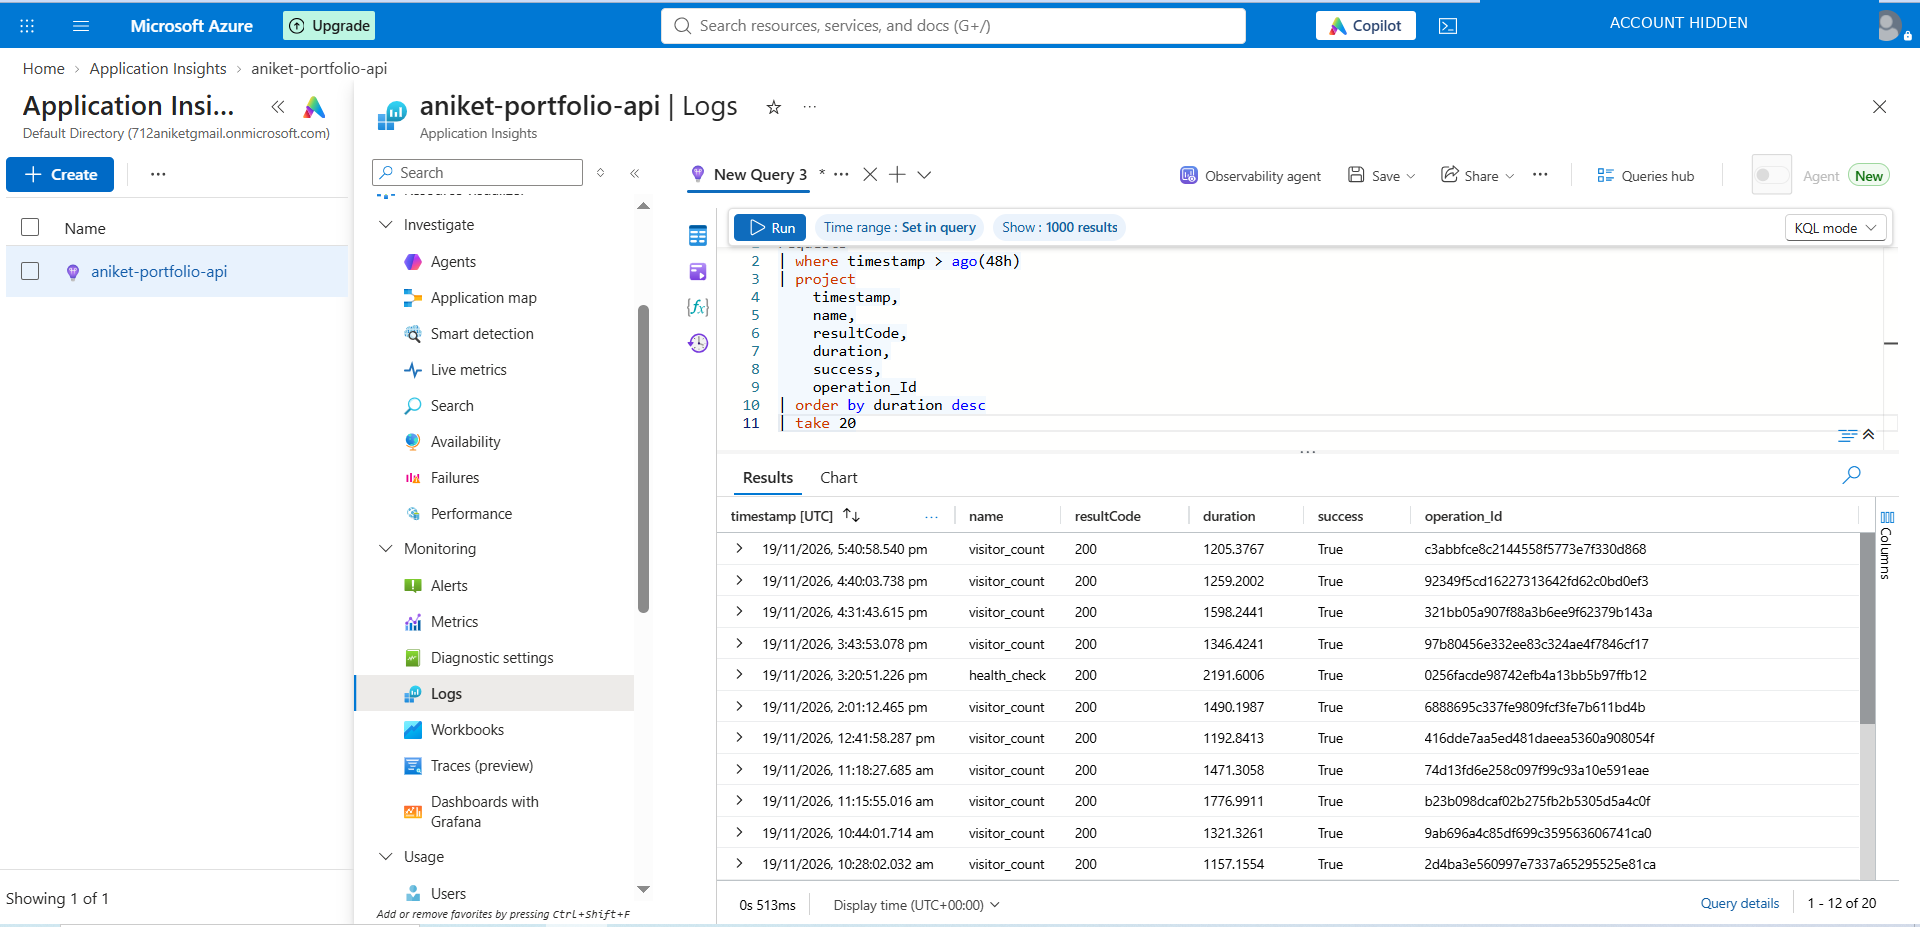 Microsoft Azure
Upgrade
Search resources, services, and docs (G+/)
Copilot
ACCOUNT HIDDEN
Home > Application Insights > aniket-portfolio-api
Application Insi...
Default Directory (712aniketgmail.onmicrosoft.com)
+ Create
...
Name
aniket-portfolio-api
Showing 1 of 1
aniket-portfolio-api | Logs
...
Application Insights
Search
Investigate
Agents
Application map
Smart detection
Live metrics
Search
Availability
Failures
Performance
Monitoring
Alerts
Metrics
Diagnostic settings
Logs
Workbooks
Traces (preview)
Dashboards with
Grafana
Usage
Users
Add or remove favorites by pressing Ctrl+Shift+F
New Query 3 * ...
Observability agent
Save
Share
...
Queries hub
Agent
New
Run
Time range : Set in query
Show : 1000 results
KQL mode
2 | where timestamp > ago(48h)
3 | project
4 timestamp,
5 name,
6 resultCode,
7 duration,
8 success,
9 operation_Id
10 | order by duration desc
11 | take 20
Results Chart
timestamp [UTC] ... name resultCode duration success operation_Id
19/11/2026, 5:40:58.540 pm visitor_count 200 1205.3767 True c3abbfce8c2144558f5773e7f330d868
19/11/2026, 4:40:03.738 pm visitor_count 200 1259.2002 True 92349f5cd16227313642fd62c0bd0ef3
19/11/2026, 4:31:43.615 pm visitor_count 200 1598.2441 True 321bb05a907f88a3b6ee9f62379b143a
19/11/2026, 3:43:53.078 pm visitor_count 200 1346.4241 True 97b80456e332ee83c324ae4f7846cf17
19/11/2026, 3:20:51.226 pm health_check 200 2191.6006 True 0256facde98742efb4a13bb5b97ffb12
19/11/2026, 2:01:12.465 pm visitor_count 200 1490.1987 True 6888695c337fe9809fcf3fe7b611bd4b
19/11/2026, 12:41:58.287 pm visitor_count 200 1192.8413 True 416dde7aa5ed481daeea5360a908054f
19/11/2026, 11:18:27.685 am visitor_count 200 1471.3058 True 74d13fd6e258c097f99c93a10e591eae
19/11/2026, 11:15:55.016 am visitor_count 200 1776.9911 True b23b098dcaf02b275fb2b5305d5a4c0f
19/11/2026, 10:44:01.714 am visitor_count 200 1321.3261 True 9ab696a4c85df699c359563606741ca0
19/11/2026, 10:28:02.032 am visitor_count 200 1157.1554 True 2d4ba3e560997e7337a65295525e81ca
Columns
0s 513ms
Display time (UTC+00:00)
Query details
1 - 12 of 20